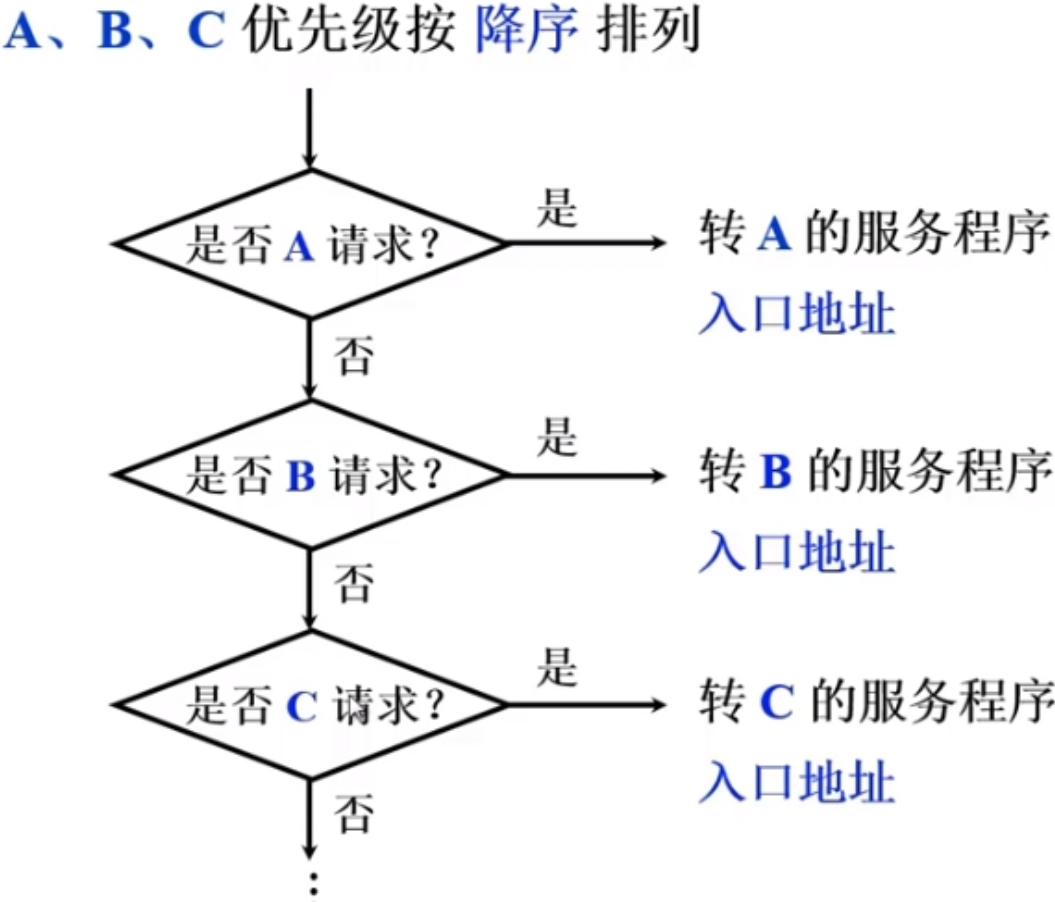 A、B、C 优先级按 降序 排列
是否 A 请求？
是
转 A 的服务程序
入口地址
否
是否 B 请求？
是
转 B 的服务程序
入口地址
否
是否 C 请求？
是
转 C 的服务程序
入口地址
否
⋮